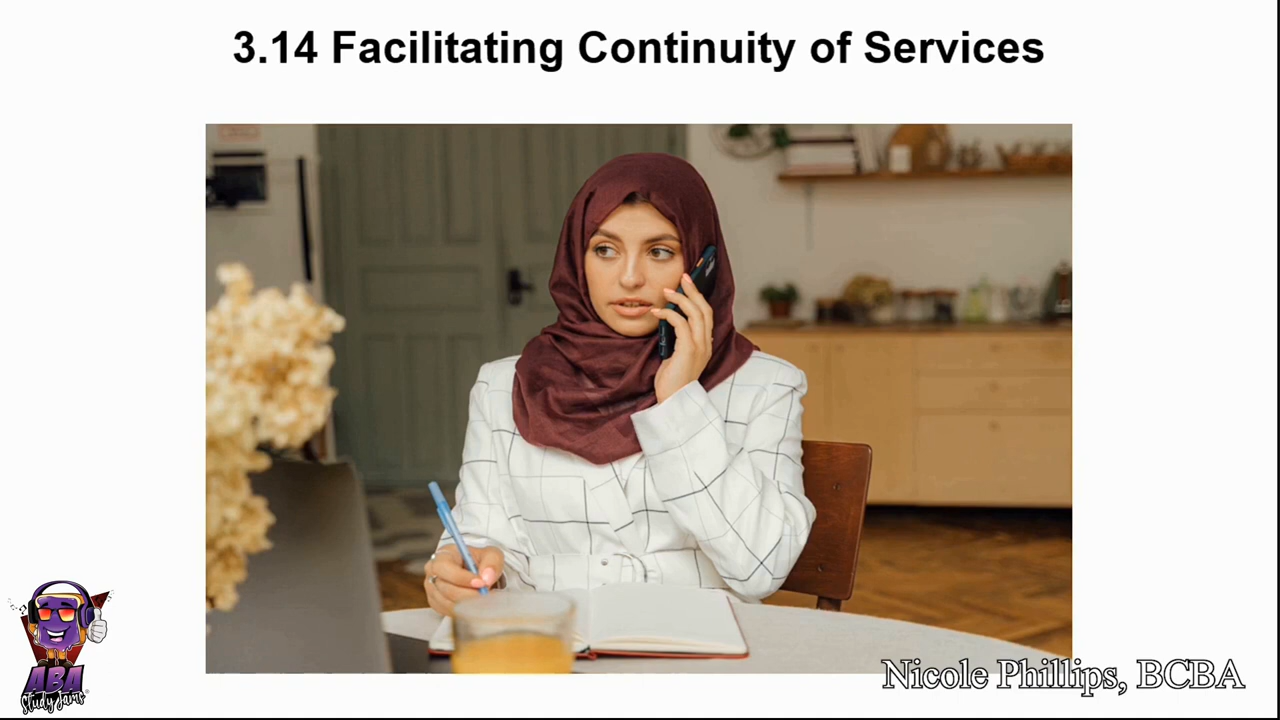 3.14 Facilitating Continuity of Services
Nicole Phillips, BCBA
ABA
Study Jams